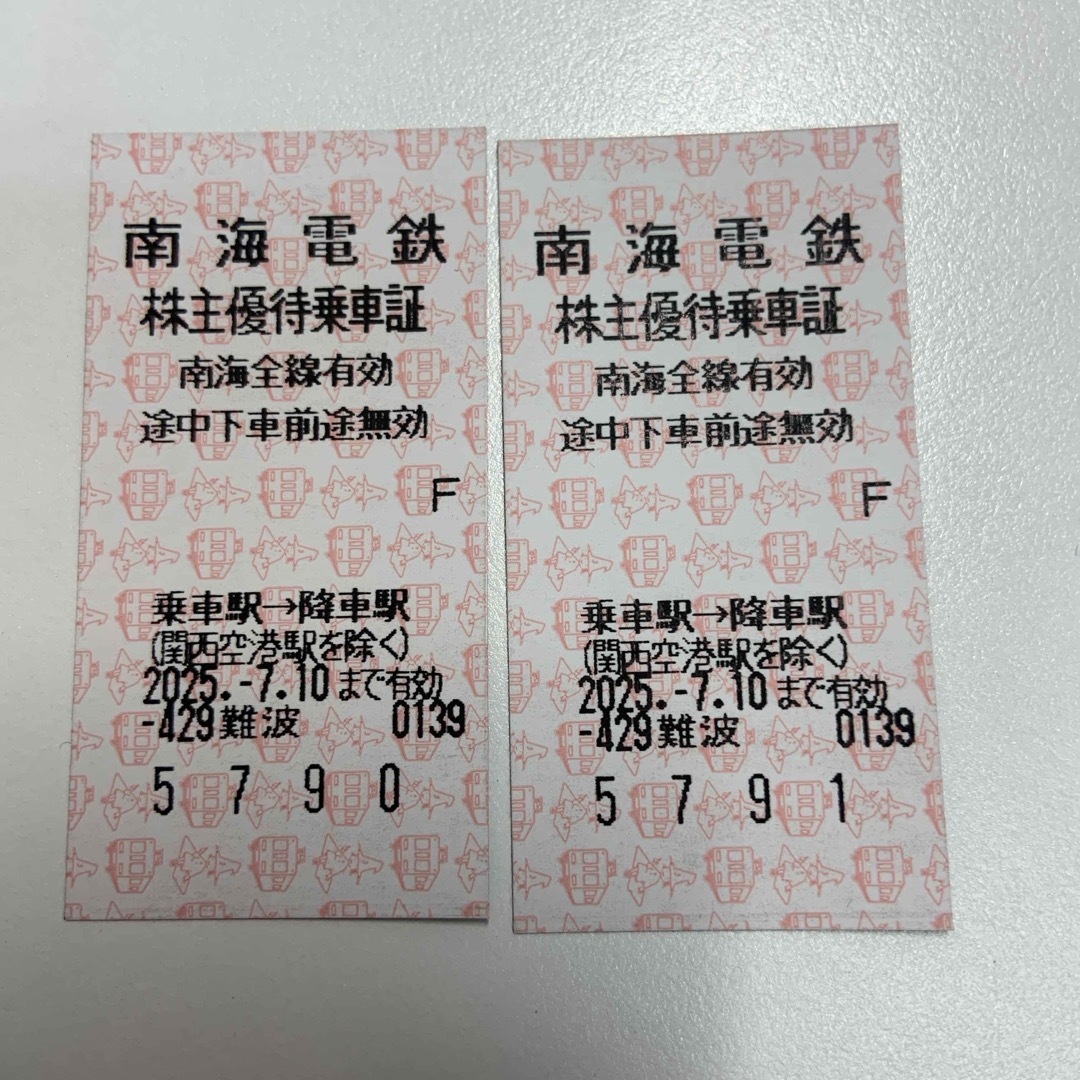 南海電鉄
株主優待乗車証
南海全線有効
途中下車前途無効
F
乗車駅→降車駅
(関西空港駅を除く)
2025.-7.10まで有効
-429難波 0139
5790
南海電鉄
株主優待乗車証
南海全線有効
途中下車前途無効
F
乗車駅→降車駅
(関西空港駅を除く)
2025.-7.10まで有効
-429難波 0139
5791